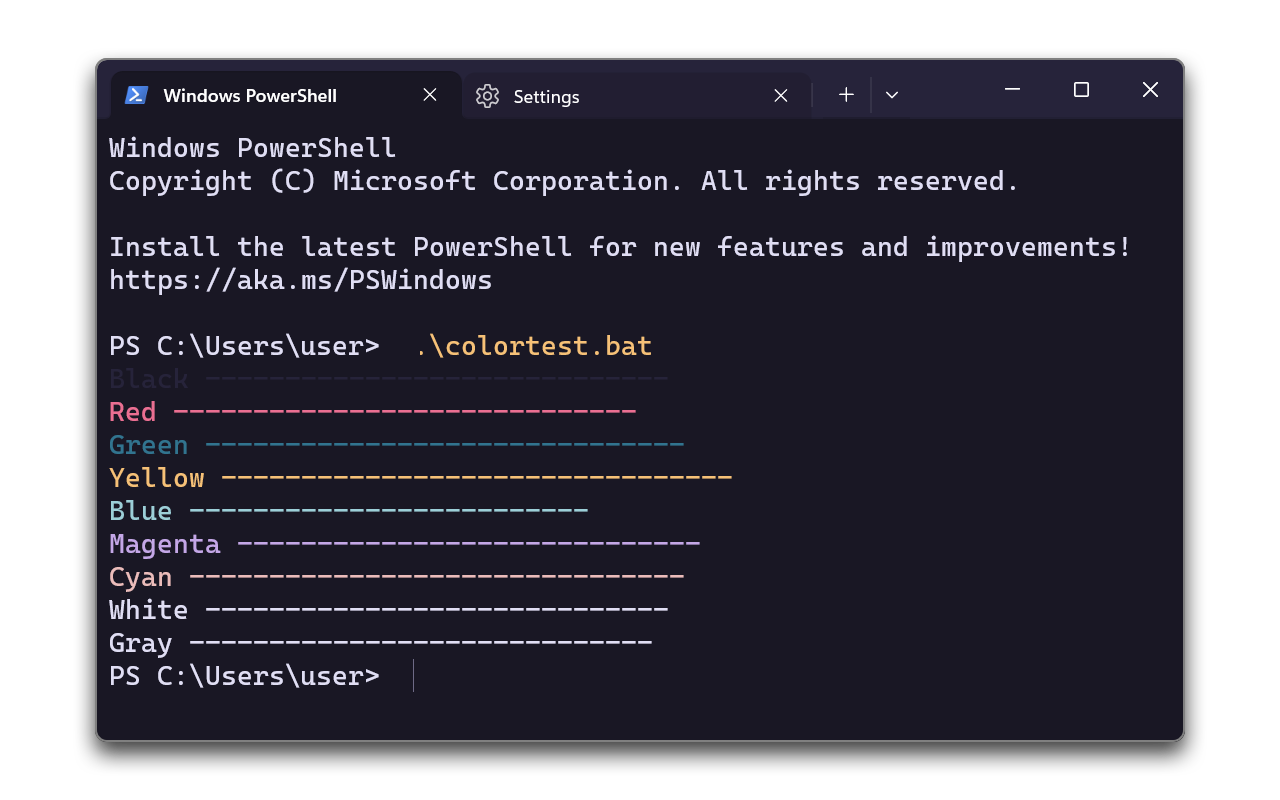 Windows PowerShell
Settings
Windows PowerShell
Copyright (C) Microsoft Corporation. All rights reserved.
Install the latest PowerShell for new features and improvements!
https://aka.ms/PSWindows
PS C:\Users\user> .\colortest.bat
Black -----------------------------
Red -----------------------------
Green ------------------------------
Yellow --------------------------------
Blue -------------------------
Magenta -----------------------------
Cyan -------------------------------
White -----------------------------
Gray -----------------------------
PS C:\Users\user>